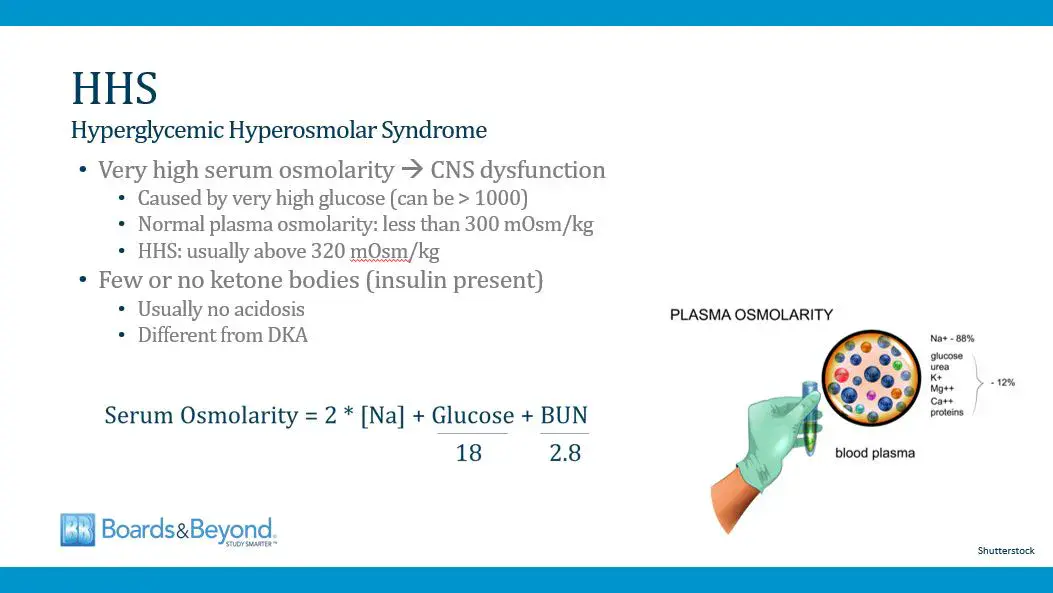 HHS
Hyperglycemic Hyperosmolar Syndrome
• Very high serum osmolarity → CNS dysfunction
• Caused by very high glucose (can be > 1000)
• Normal plasma osmolarity: less than 300 mOsm/kg
• HHS: usually above 320 mOsm/kg
• Few or no ketone bodies (insulin present)
• Usually no acidosis
• Different from DKA
Serum Osmolarity = 2 * [Na] + Glucose + BUN
18 2.8
PLASMA OSMOLARITY
Na+ - 88%
glucose
urea
K+
Mg++
Ca++
proteins
- 12%
blood plasma
BB Boards&Beyond.
STUDY SMARTER™
Shutterstock